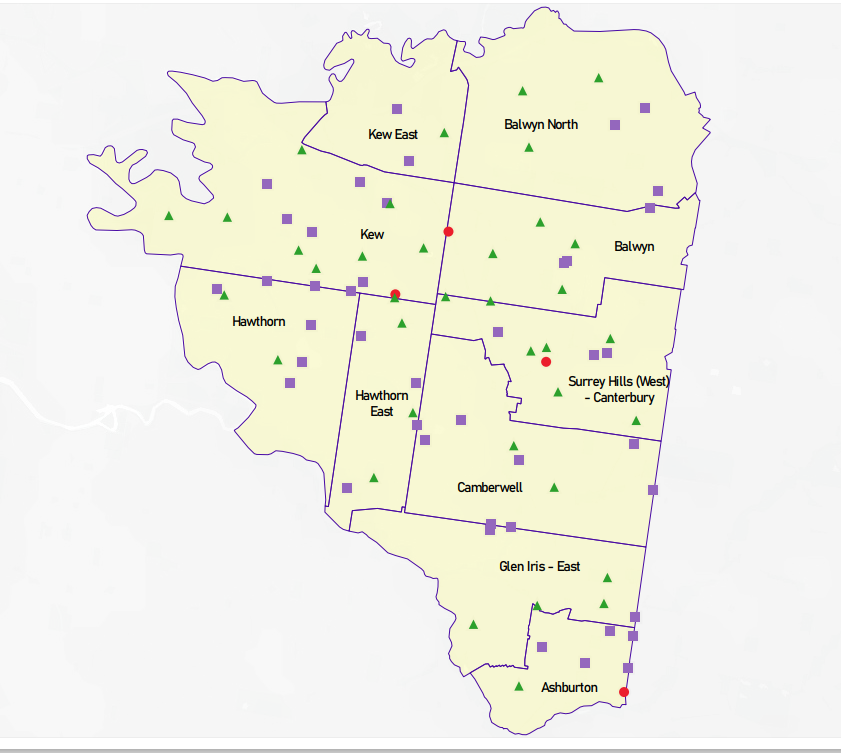 Kew East
Balwyn North
Kew
Balwyn
Hawthorn
Hawthorn
East
Surrey Hills (West)
- Canterbury
Camberwell
Glen Iris - East
Ashburton